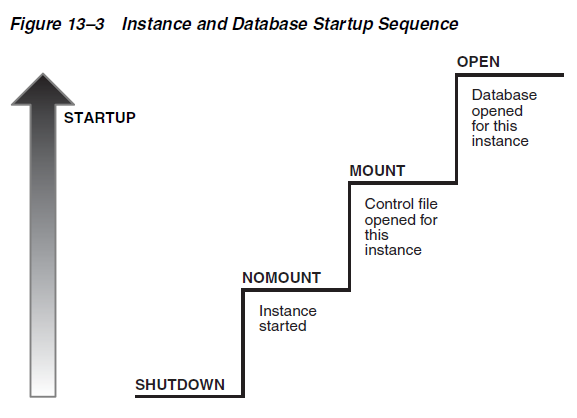 Figure 13–3 Instance and Database Startup Sequence
OPEN
Database
opened
for this
instance
STARTUP
MOUNT
Control file
opened for
this
instance
NOMOUNT
Instance
started
SHUTDOWN